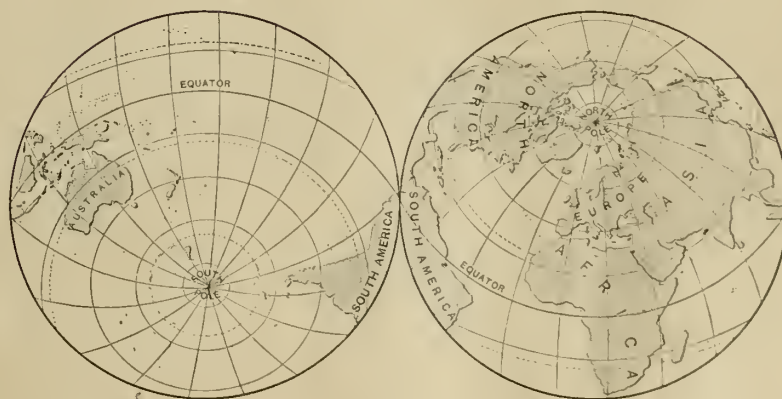 EQUATOR
AUSTRALIA
SOUTH
POLE
SOUTH AMERICA
NORTH
AMERICA
NORTH
POLE
ASIA
EUROPE
AFRICA
SOUTH AMERICA
EQUATOR